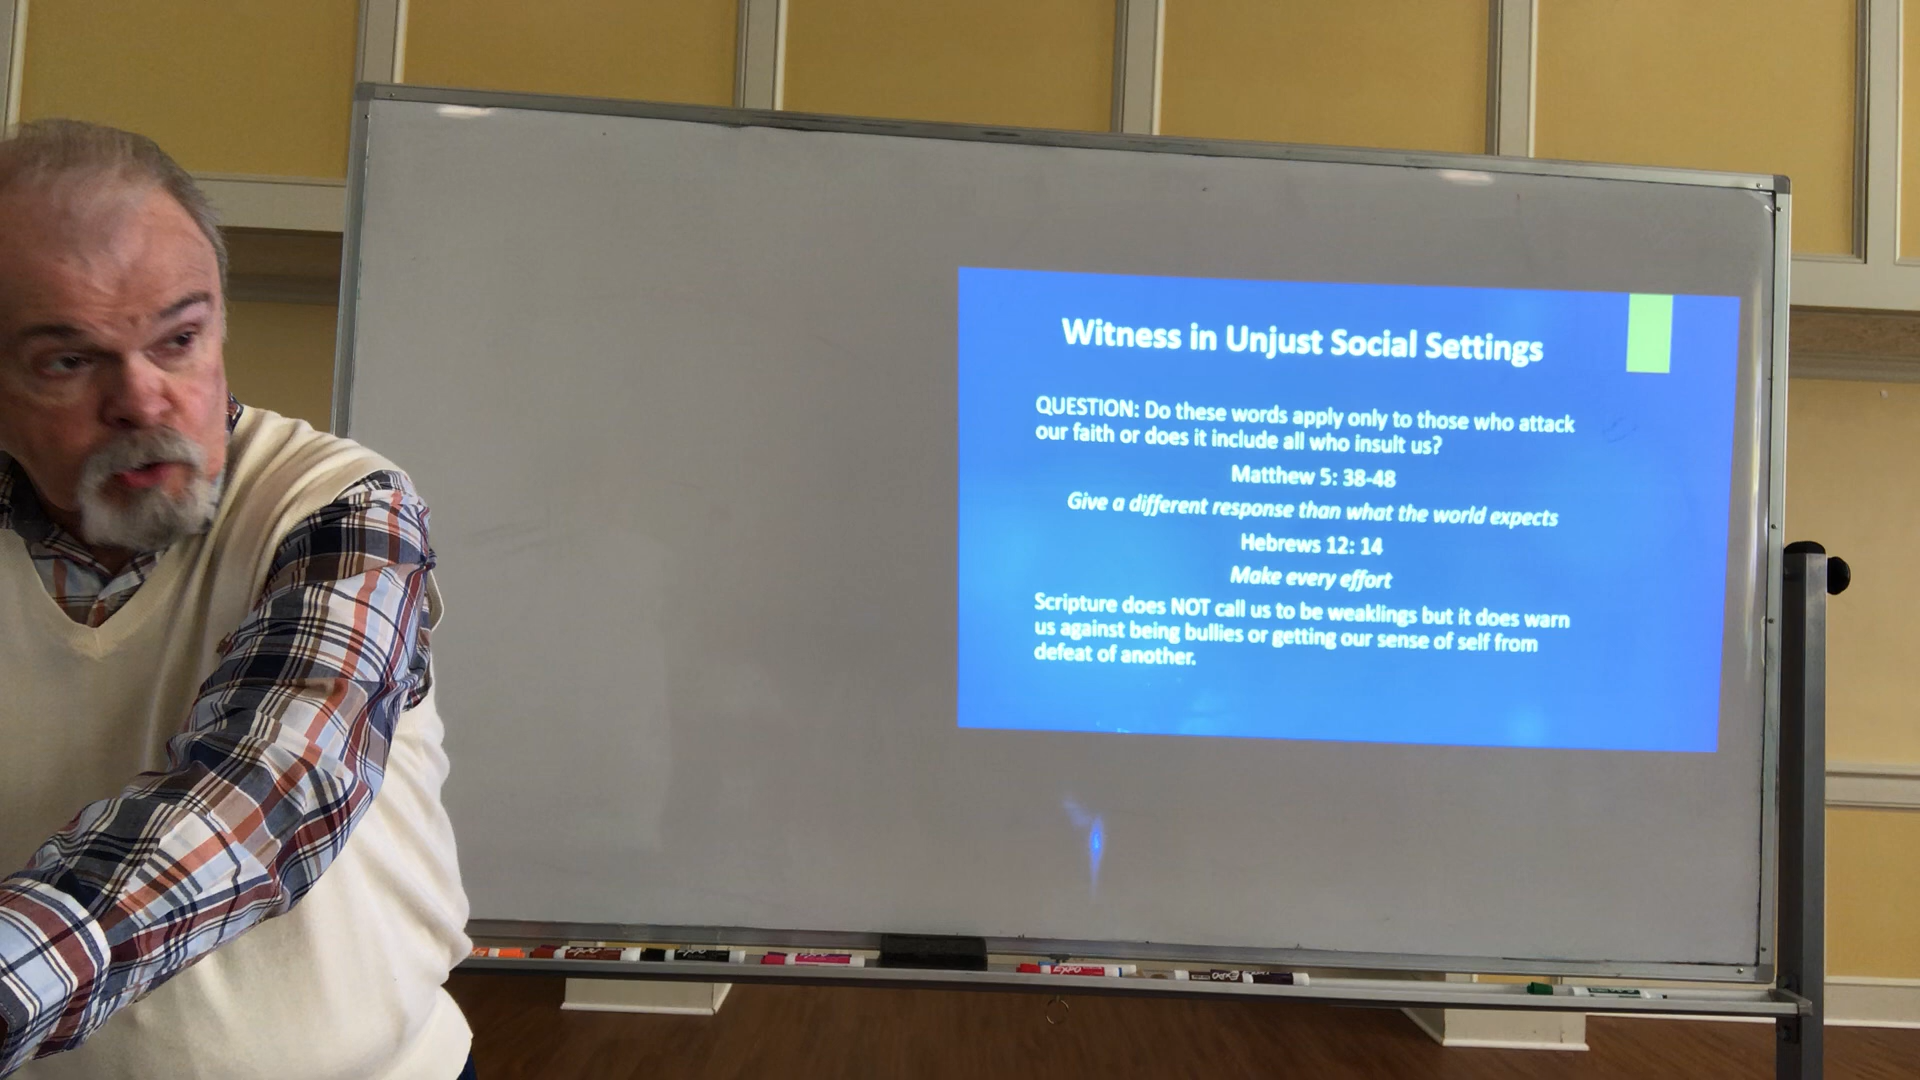 Witness in Unjust Social Settings
QUESTION: Do these words apply only to those who attack
our faith or does it include all who insult us?
Matthew 5: 38-48
Give a different response than what the world expects
Hebrews 12: 14
Make every effort
Scripture does NOT call us to be weaklings but it does warn
us against being bullies or getting our sense of self from
defeat of another.
EXPO
EXPO